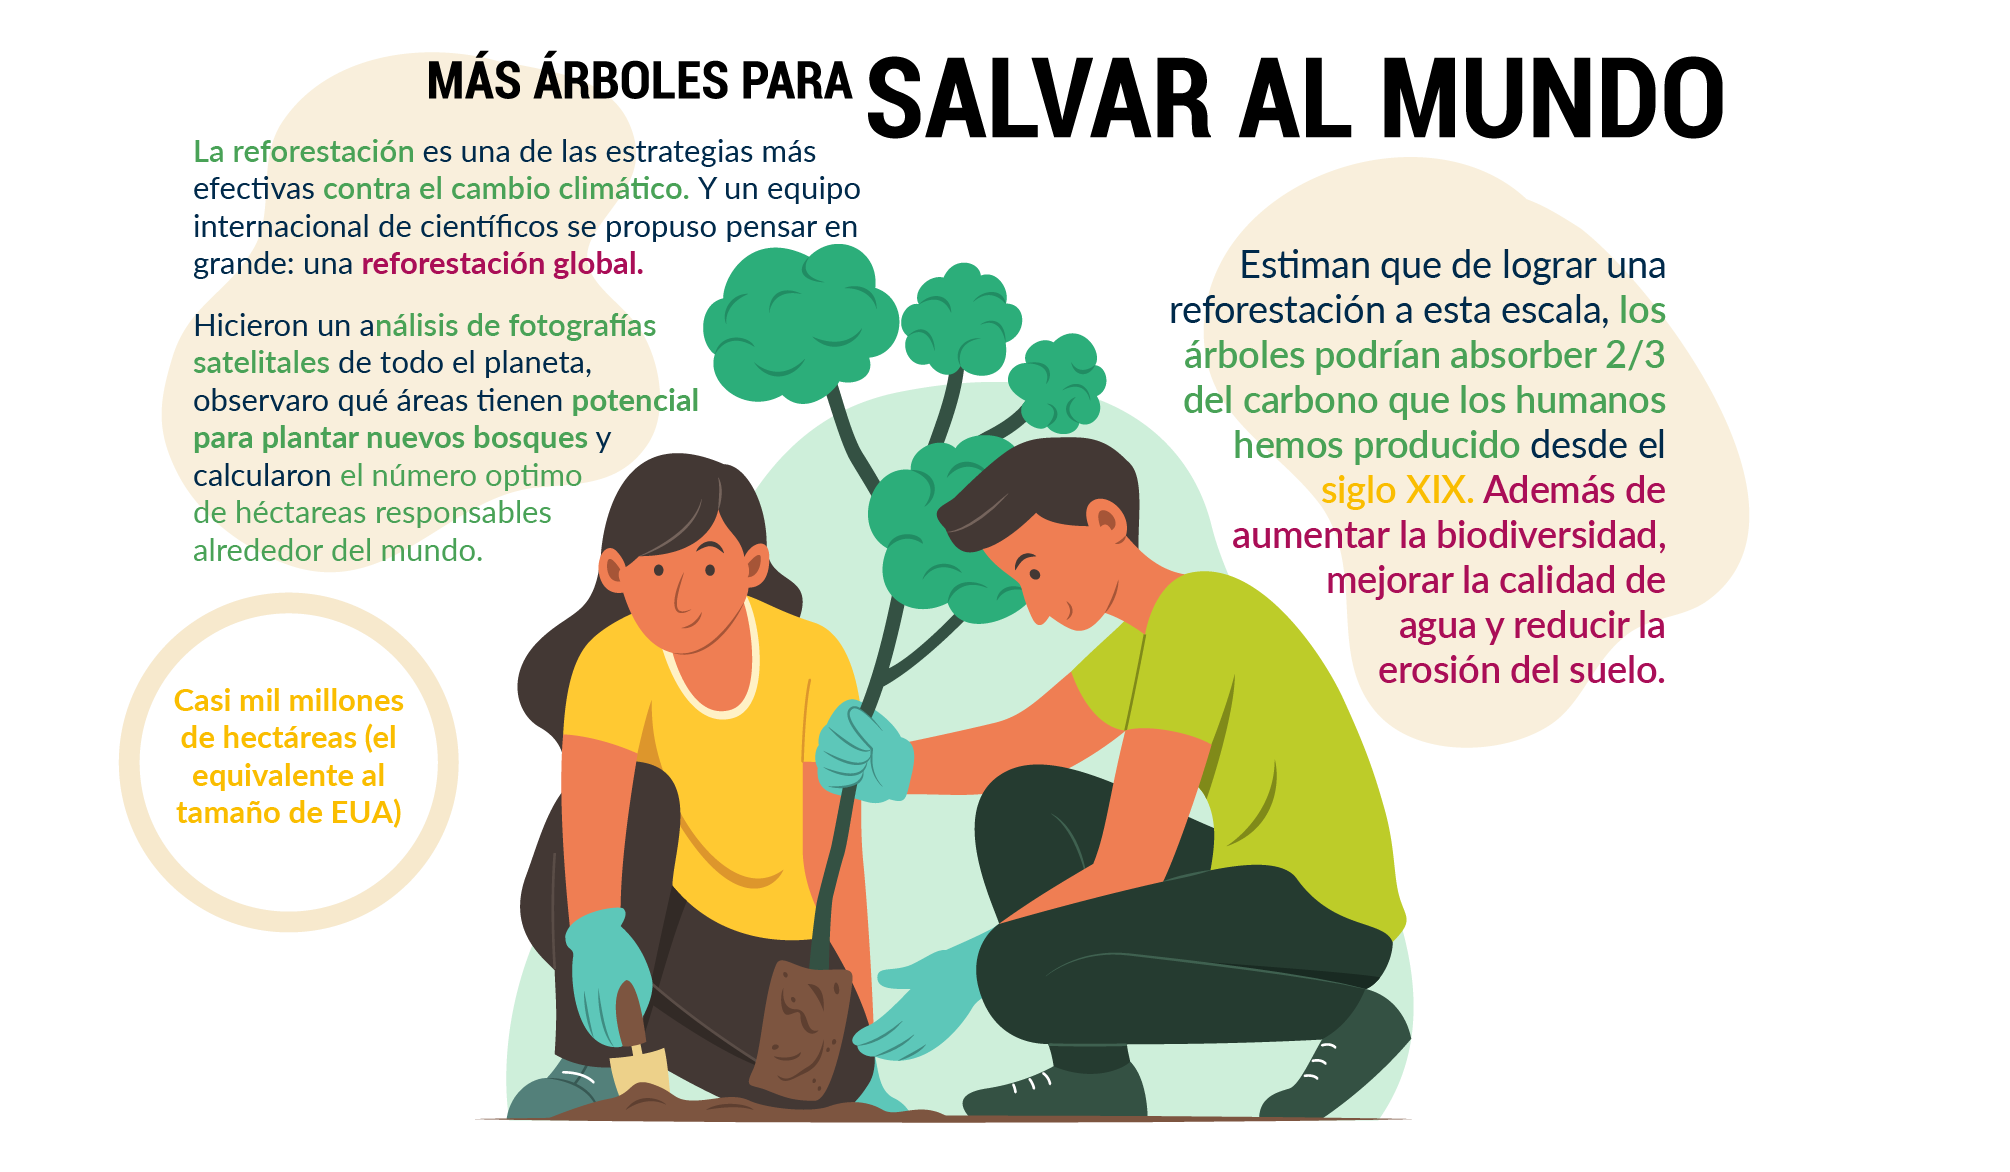 MÁS ÁRBOLES PARA SALVAR AL MUNDO
La reforestación es una de las estrategias más
efectivas contra el cambio climático. Y un equipo
internacional de científicos se propuso pensar en
grande: una reforestación global.
Hicieron un análisis de fotografías
satelitales de todo el planeta,
observaro qué áreas tienen potencial
para plantar nuevos bosques y
calcularon el número optimo
de héctareas responsables
alrededor del mundo.
Casi mil millones
de hectáreas (el
equivalente al
tamaño de EUA)
Estiman que de lograr una
reforestación a esta escala, los
árboles podrían absorber 2/3
del carbono que los humanos
hemos producido desde el
siglo XIX. Además de
aumentar la biodiversidad,
mejorar la calidad de
agua y reducir la
erosión del suelo.